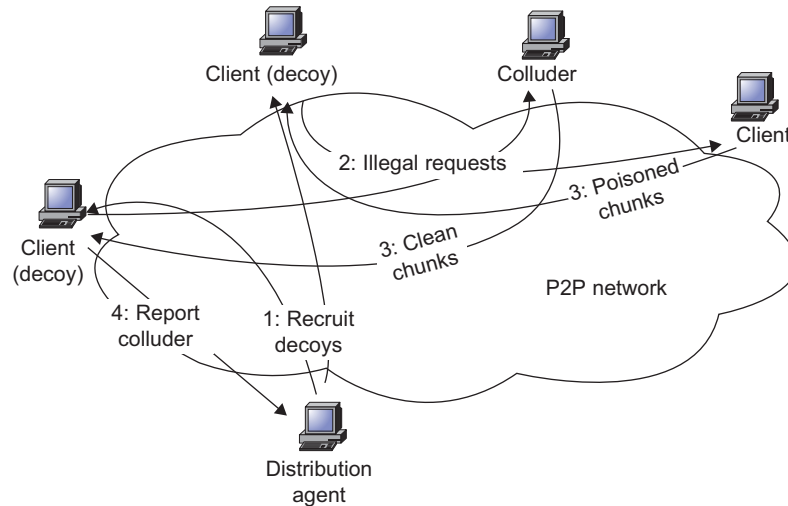 Client (decoy)
Colluder
Client
2: Illegal requests
3: Poisoned
chunks
Client
(decoy)
3: Clean
chunks
P2P network
4: Report
colluder
1: Recruit
decoys
Distribution
agent